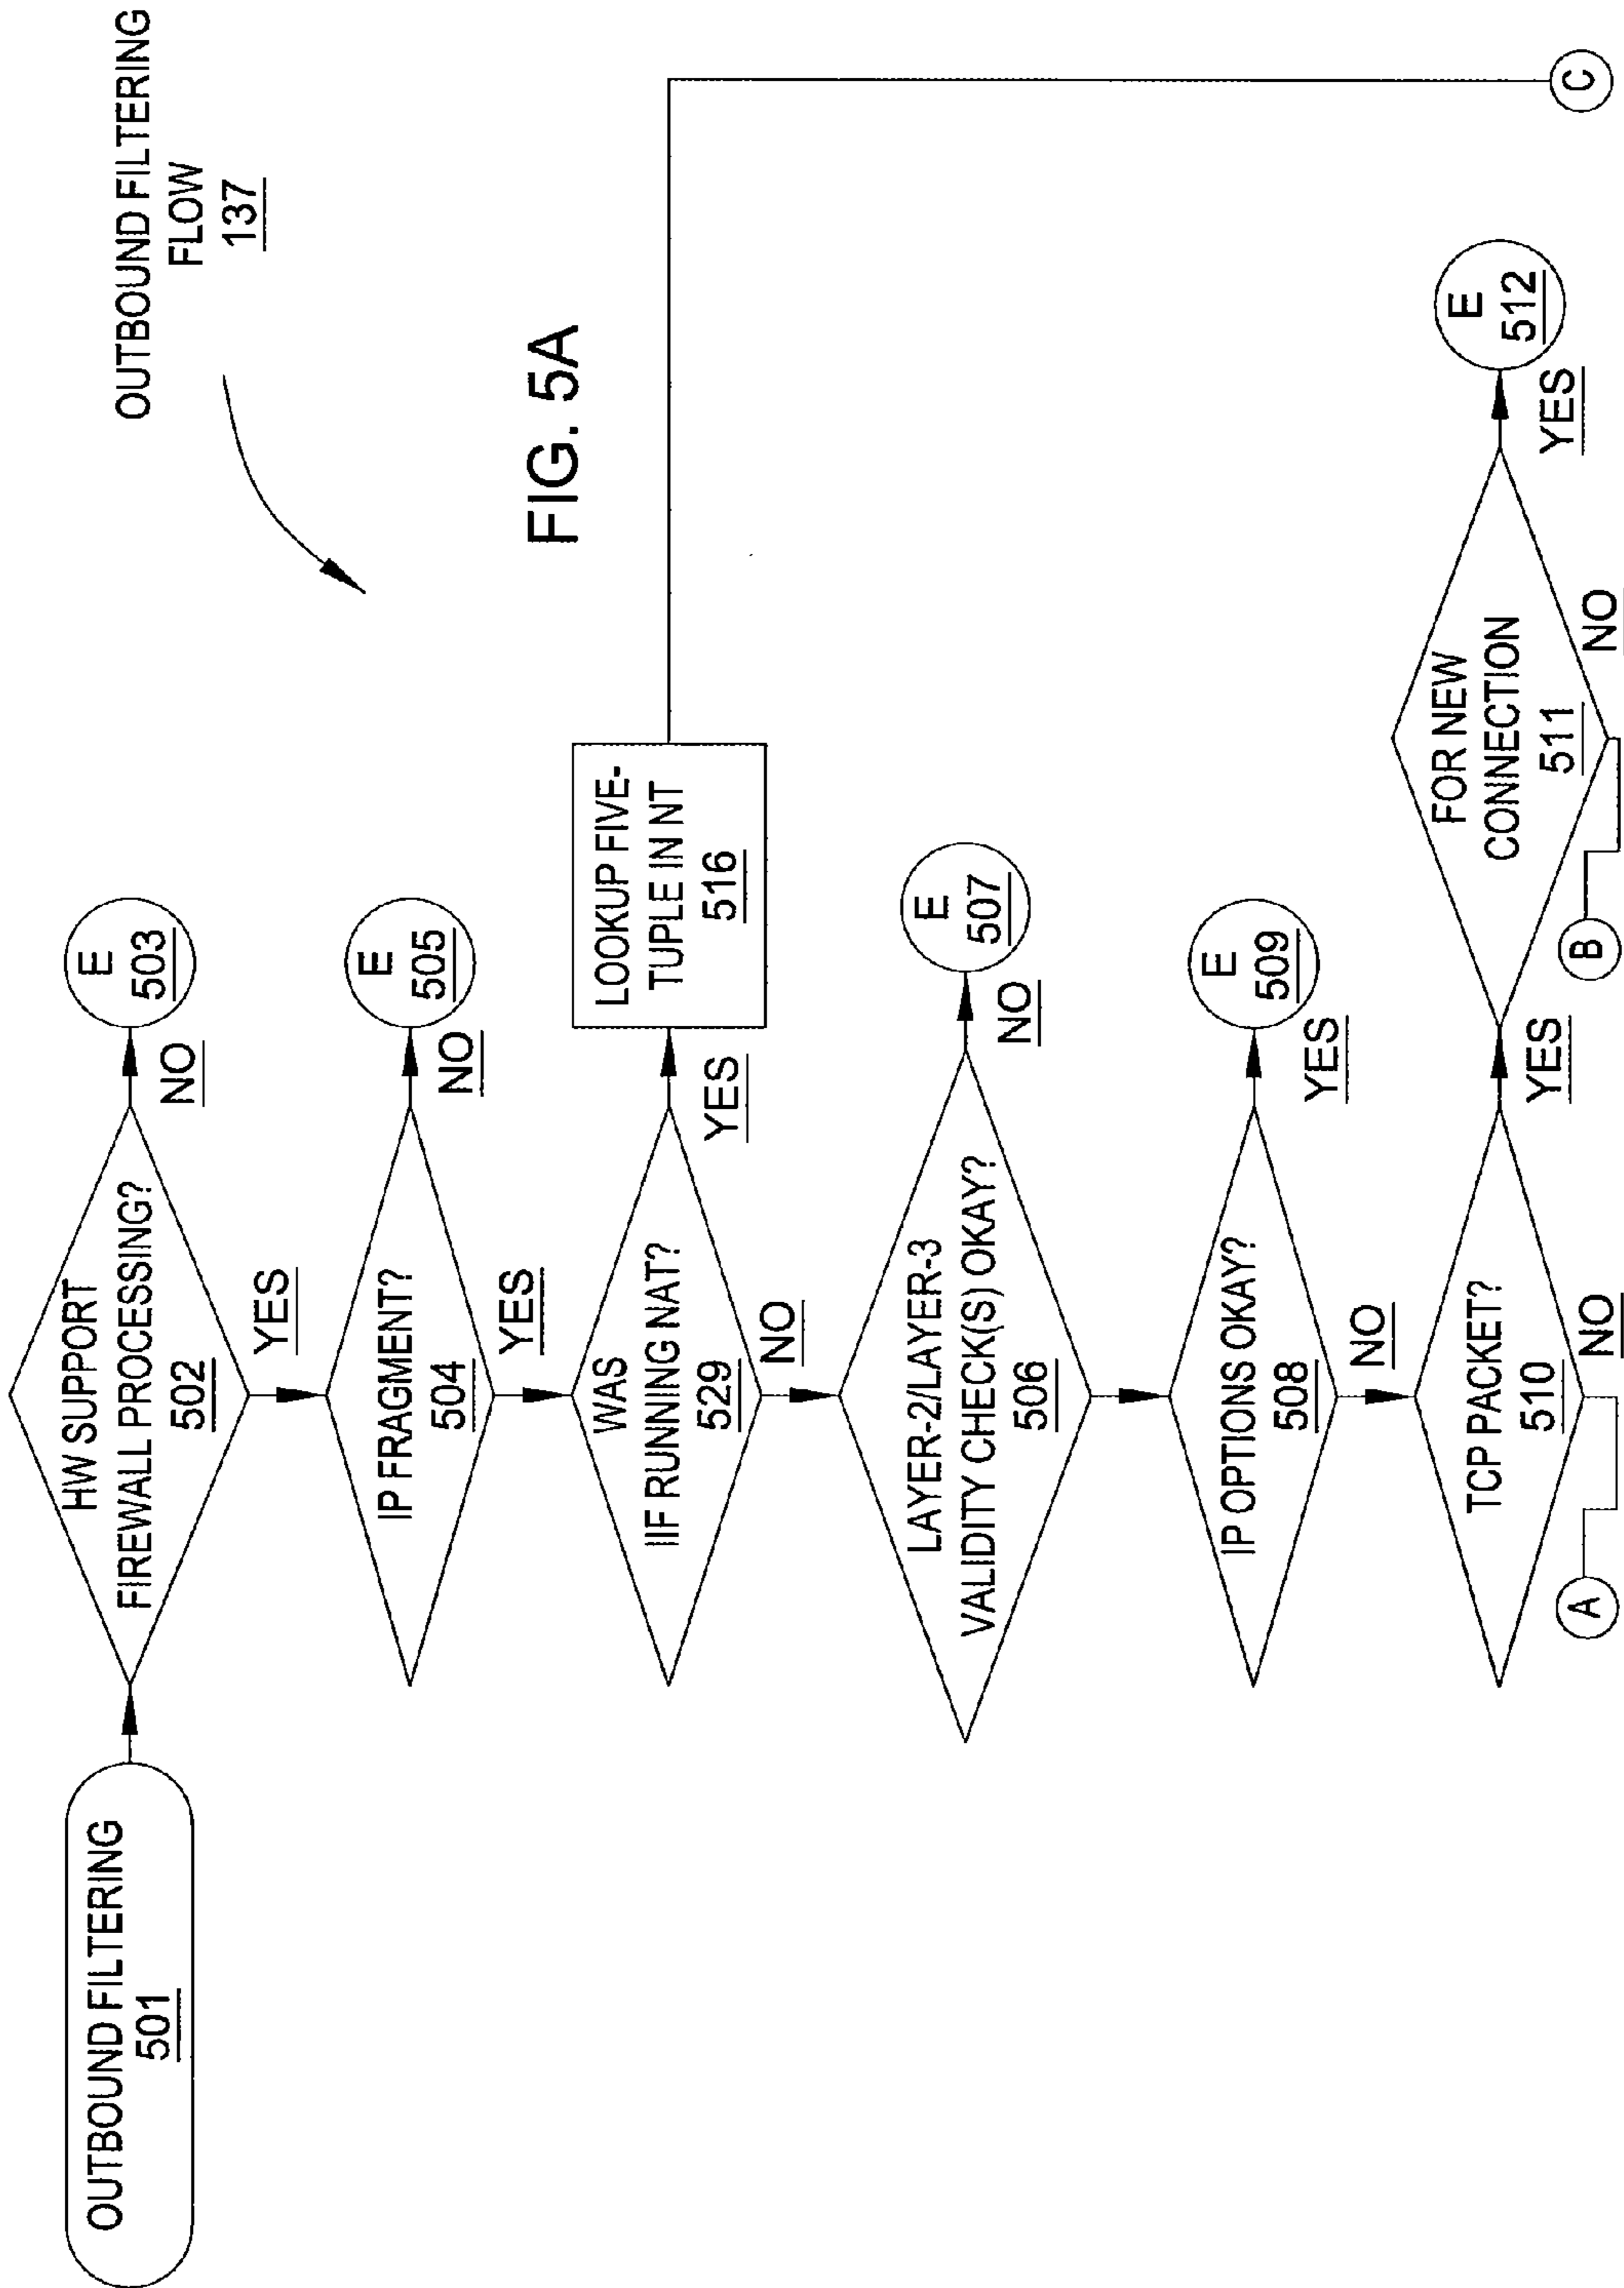 OUTBOUND FILTERING
FLOW
137
FIG. 5A
OUTBOUND FILTERING
501
HW SUPPORT
FIREWALL PROCESSING?
502
NO
E
503
YES
IP FRAGMENT?
504
NO
E
505
YES
WAS
IIF RUNNING NAT?
529
YES
LOOKUP FIVE-
TUPLE IN NT
516
NO
LAYER-2/LAYER-3
VALIDITY CHECK(S) OKAY?
506
NO
E
507
IP OPTIONS OKAY?
508
YES
E
509
NO
TCP PACKET?
510
YES
FOR NEW
CONNECTION
511
YES
E
512
NO
NO
A
B
C